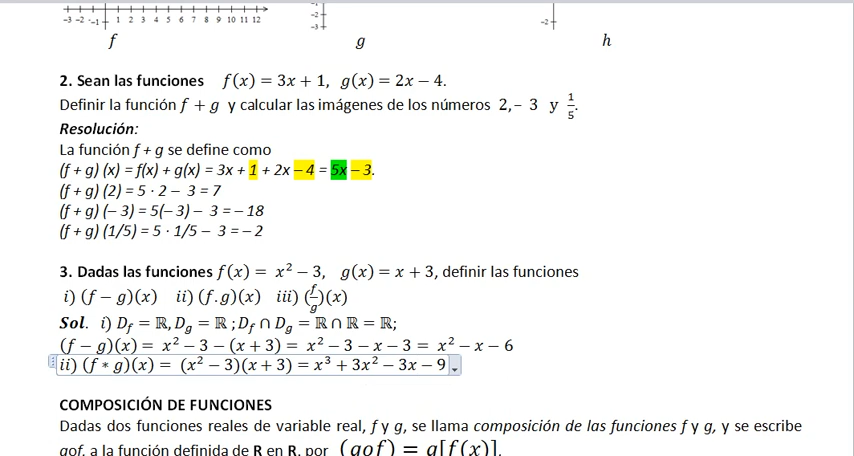 -3 -2 -1 1 2 3 4 5 6 7 8 9 10 11 12
-2
-3
-2
f g h
2. Sean las funciones f(x) = 3x + 1, g(x) = 2x − 4.
Definir la función f + g y calcular las imágenes de los números 2,− 3 y 1/5.
Resolución:
La función f + g se define como
(f + g) (x) = f(x) + g(x) = 3x + 1 + 2x − 4 = 5x − 3.
(f + g) (2) = 5 · 2 − 3 = 7
(f + g) (− 3) = 5(− 3) − 3 = − 18
(f + g) (1/5) = 5 · 1/5 − 3 = − 2
3. Dadas las funciones f(x) = x² − 3, g(x) = x + 3, definir las funciones
i) (f − g)(x) ii) (f.g)(x) iii) (f/g)(x)
Sol. i) D_f = ℝ, D_g = ℝ ; D_f ∩ D_g = ℝ ∩ ℝ = ℝ;
(f − g)(x) = x² − 3 − (x + 3) = x² − 3 − x − 3 = x² − x − 6
ii) (f ∗ g)(x) = (x² − 3)(x + 3) = x³ + 3x² − 3x − 9
COMPOSICIÓN DE FUNCIONES
Dadas dos funciones reales de variable real, f y g, se llama composición de las funciones f y g, y se escribe
gof, a la función definida de R en R, por (gof) = g[f(x)].